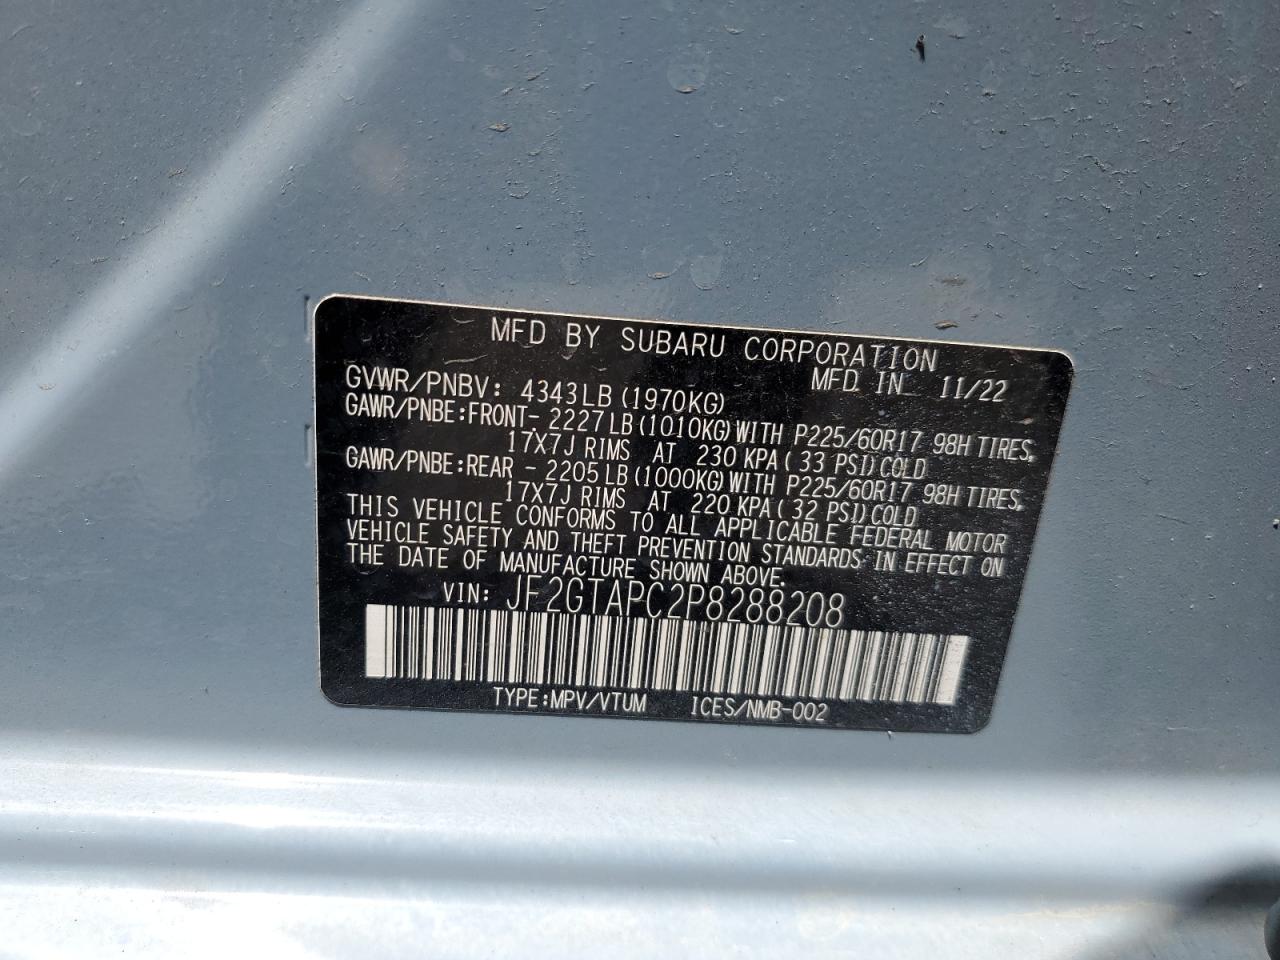 MFD BY SUBARU CORPORATION
MFD IN 11/22
GVWR/PNBV: 4343LB (1970KG)
GAWR/PNBE:FRONT- 2227LB(1010KG)WITH P225/60R17 98H TIRES,
17X7J RIMS AT 230 KPA( 33 PSI)COLD
GAWR/PNBE:REAR - 2205LB(1000KG)WITH P225/60R17 98H TIRES,
17X7J RIMS AT 220 KPA( 32 PSI)COLD
THIS VEHICLE CONFORMS TO ALL APPLICABLE FEDERAL MOTOR
VEHICLE SAFETY AND THEFT PREVENTION STANDARDS IN EFFECT ON
THE DATE OF MANUFACTURE SHOWN ABOVE.
VIN: JF2GTAPC2P8288208
TYPE:MPV/VTUM ICES/NMB-002